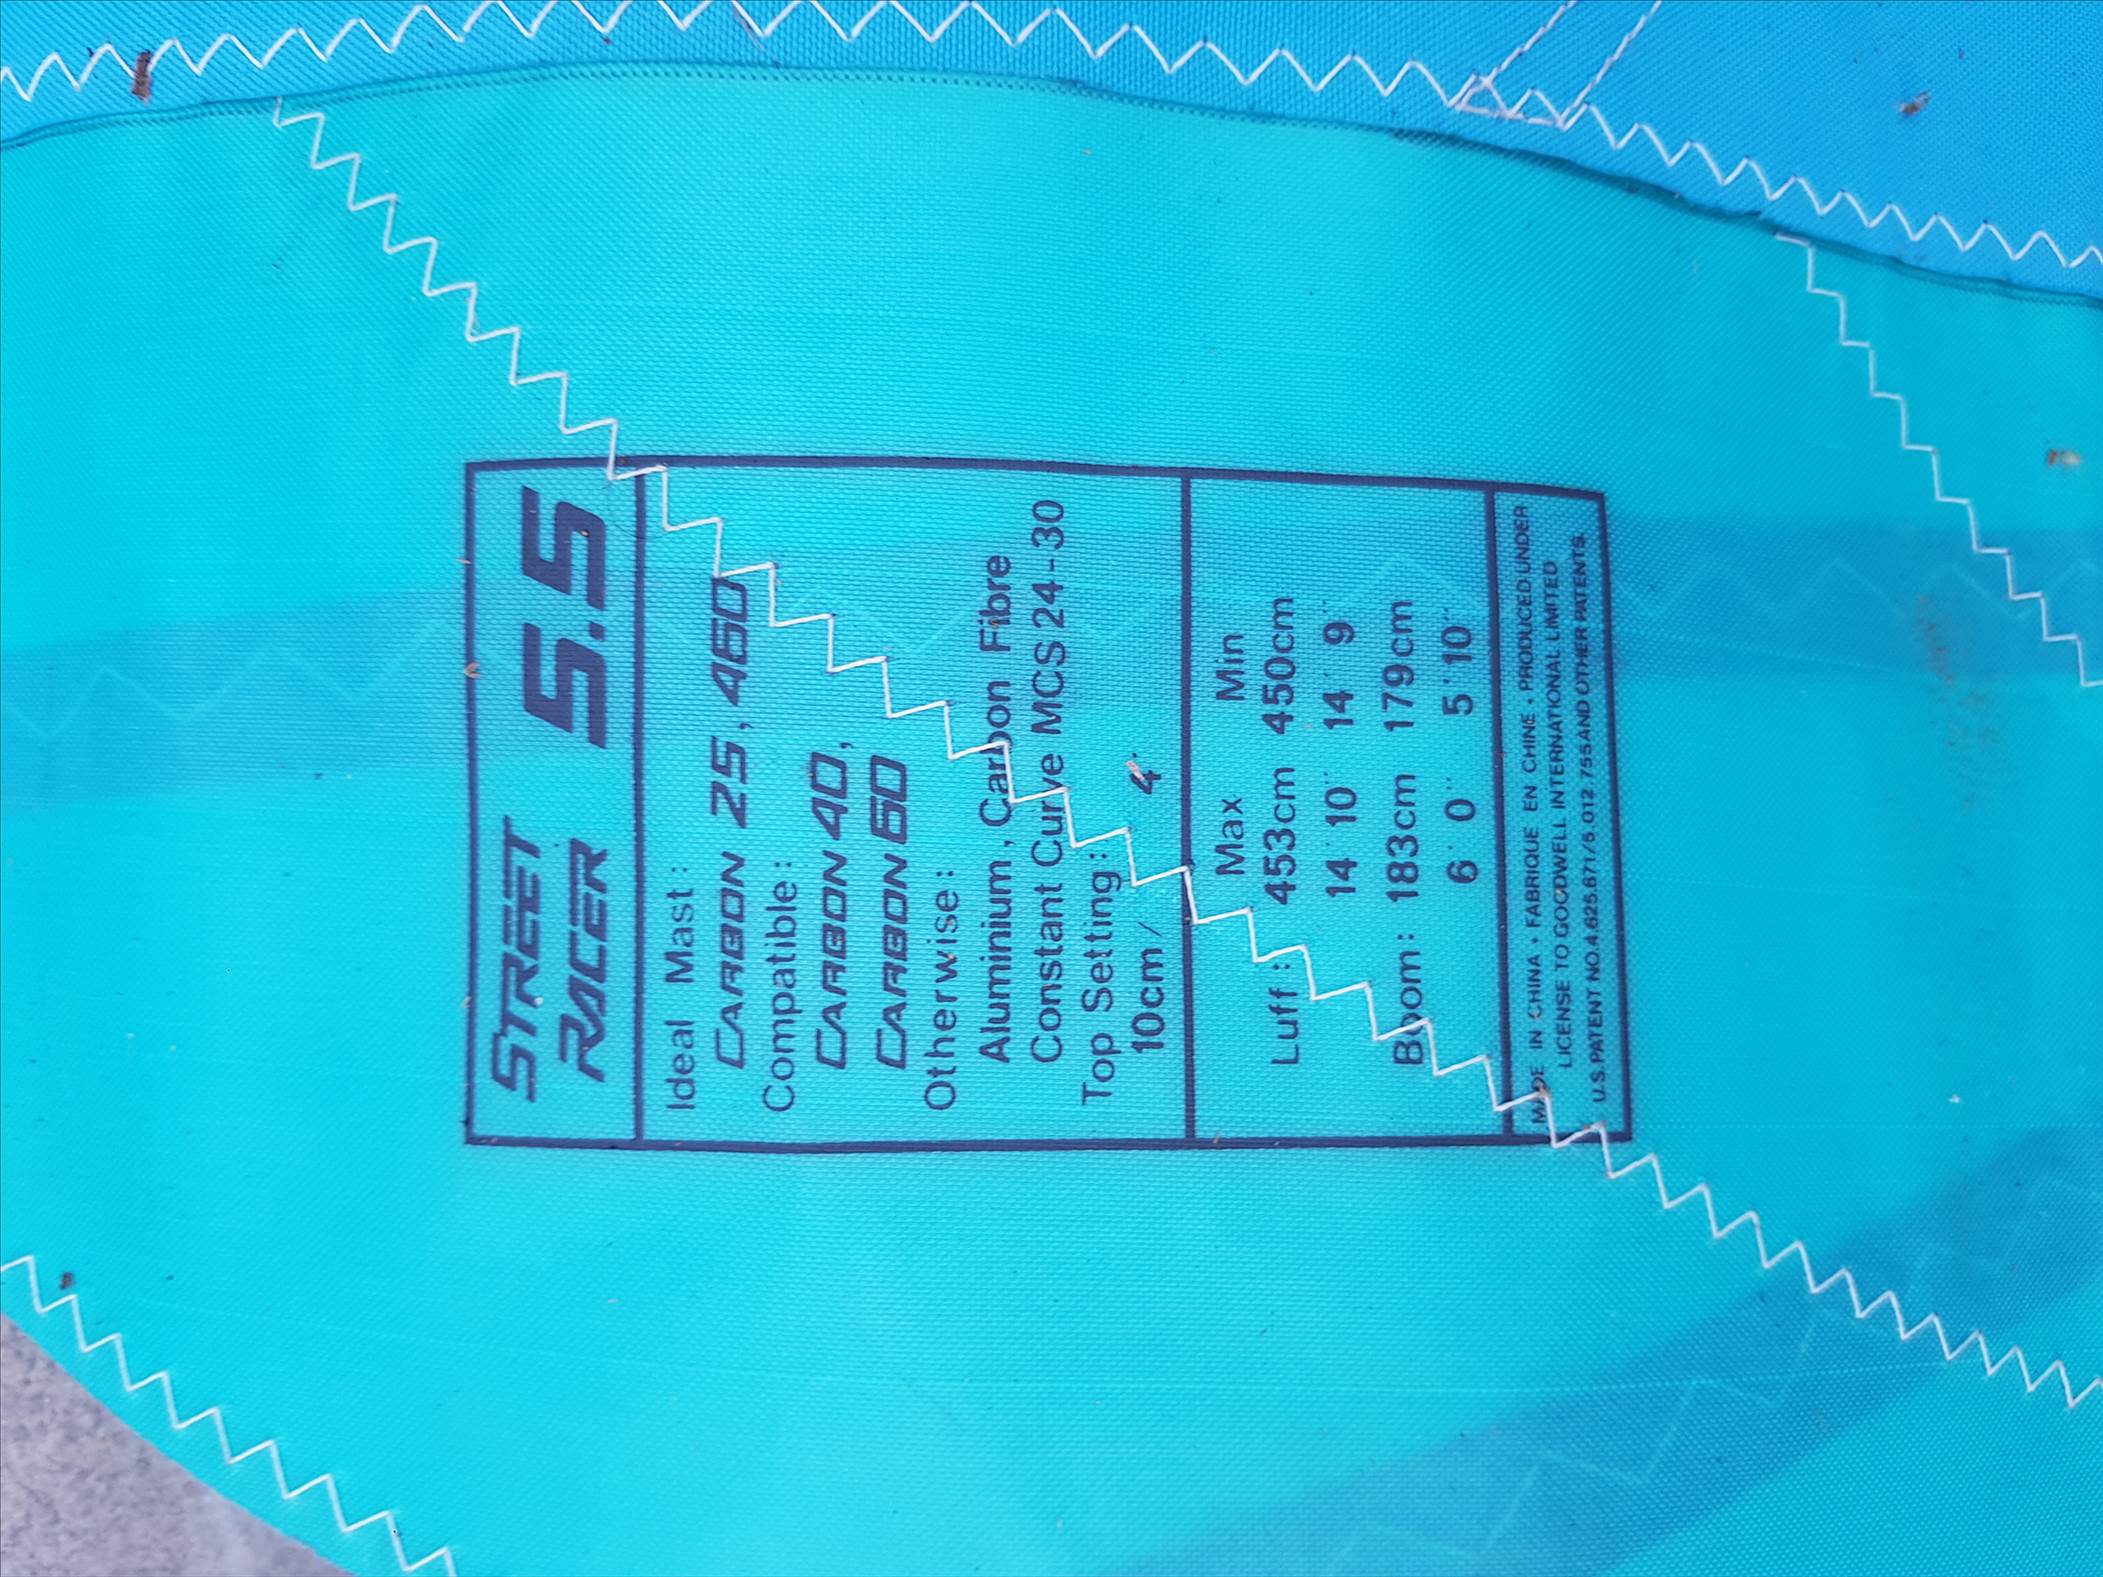 STREET 5.5
RACER
Ideal Mast:
CARBON 25, 460
Compatible:
CARBON 40,
CARBON 60
Otherwise:
Aluminium, Carbon Fibre
Constant Curve MCS 24-30
Top Setting:
10cm/ 4"
Max Min
Luff: 453cm 450cm
14' 10" 14' 9"
Boom: 183cm 179cm
6' 0" 5' 10"
MADE IN CHINA • FABRIQUE EN CHINE • PRODUCED UNDER
LICENSE TO GOODWELL INTERNATIONAL LIMITED
U.S. PATENT NO.4.625.671/5.012.755 AND OTHER PATENTS.